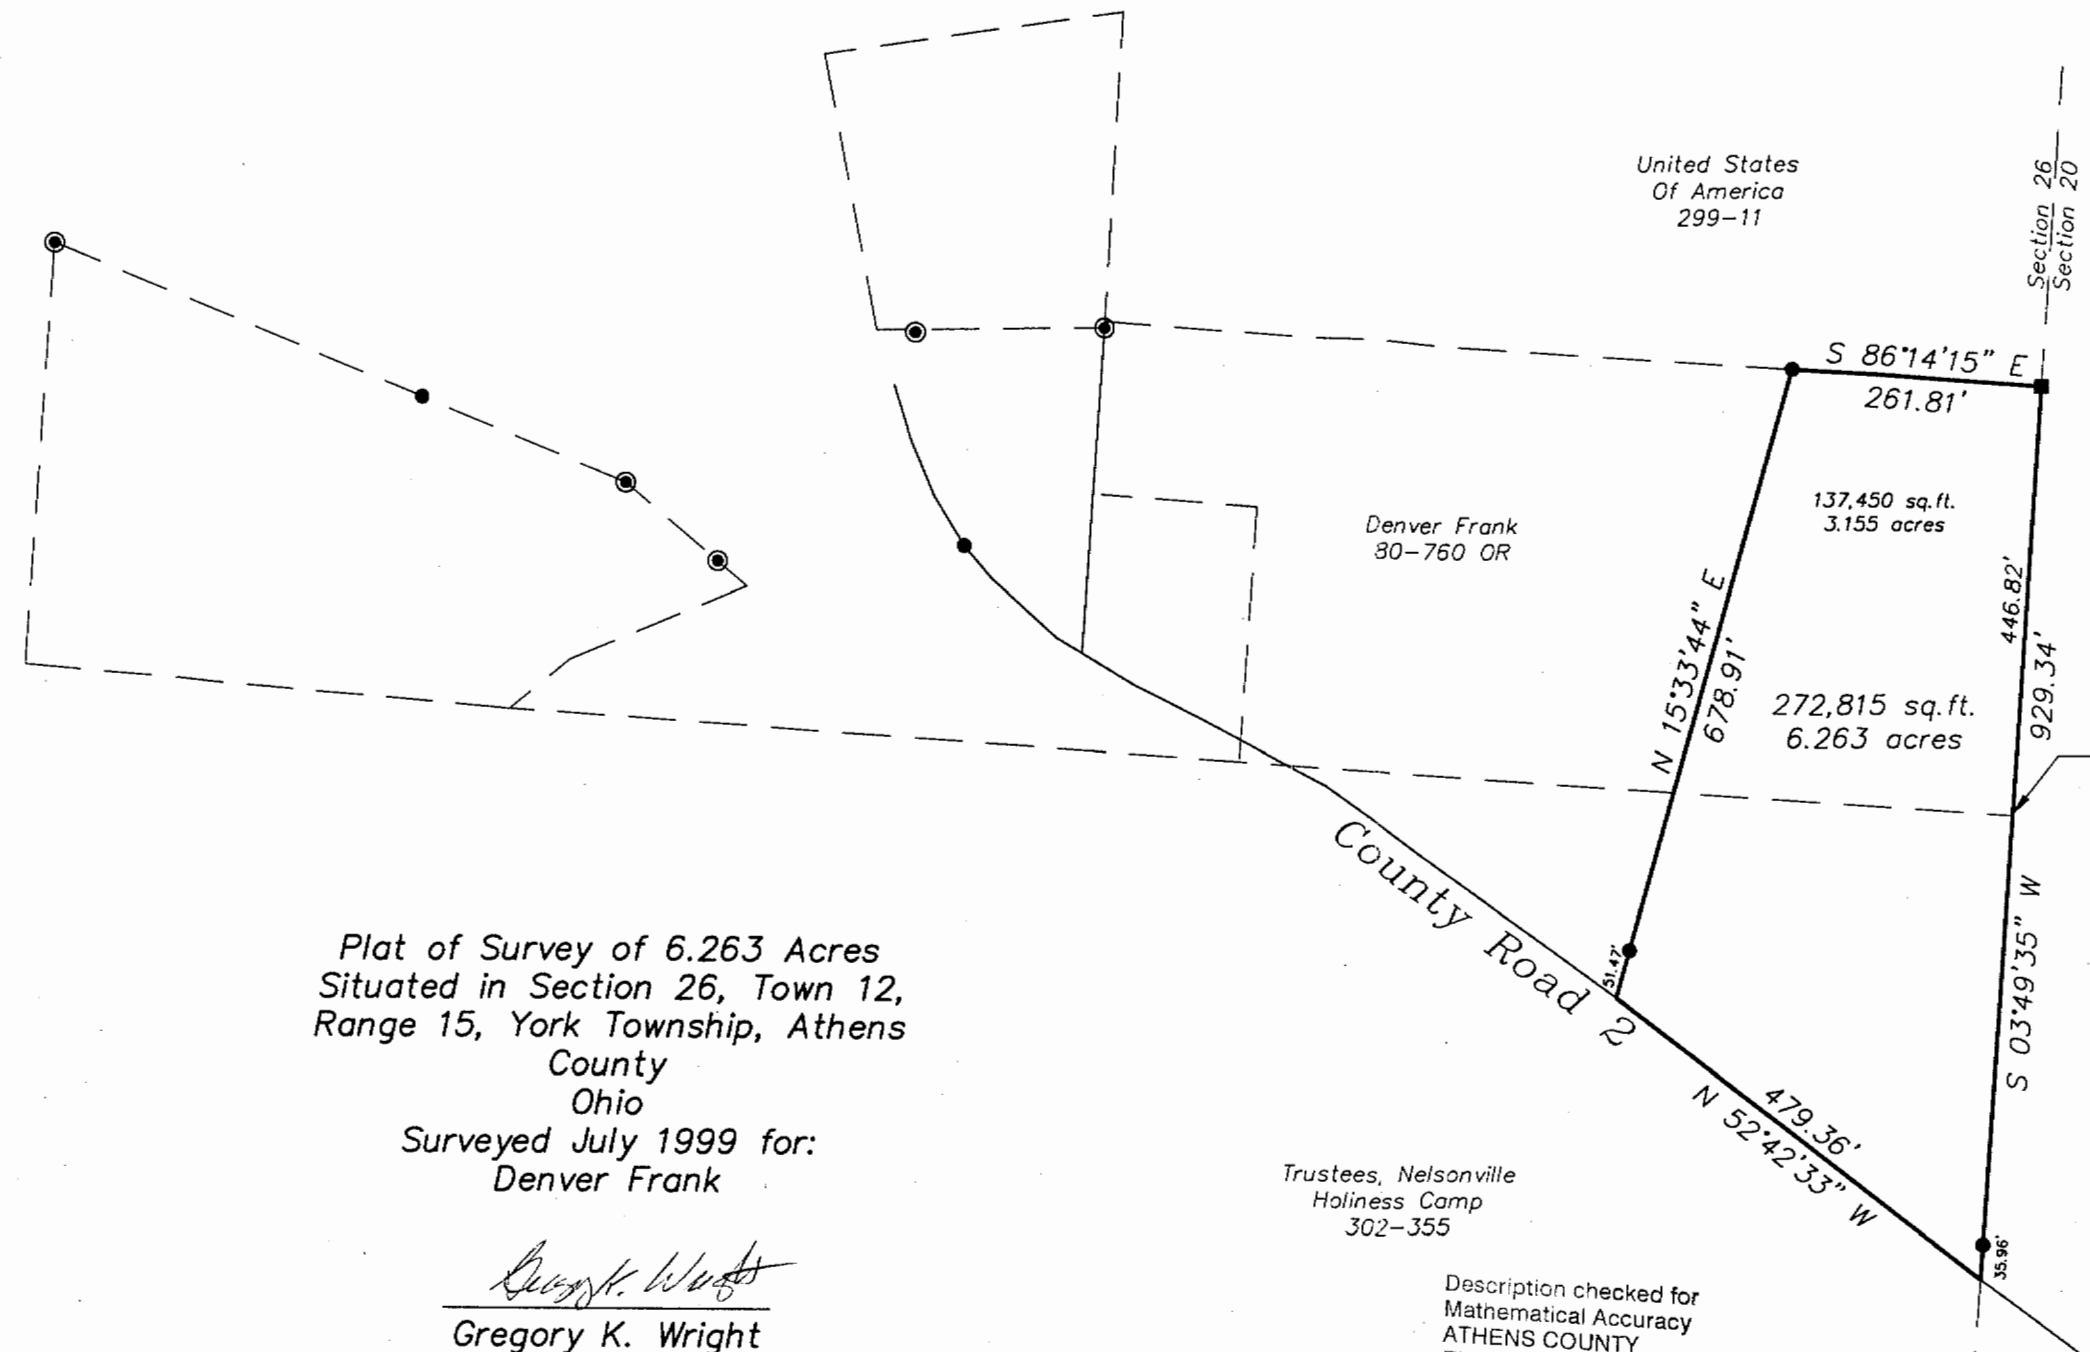 United States
Of America
299-11
Section 26
Section 20
S 86°14'15" E
261.81'
137,450 sq.ft.
3.155 acres
Denver Frank
80-760 OR
446.82'
929.34'
N 15°33'44" E
678.91'
272,815 sq.ft.
6.263 acres
County Road 2
51.47'
S 03°49'35" W
479.36'
N 52°42'33" W
35.96'
Plat of Survey of 6.263 Acres
Situated in Section 26, Town 12,
Range 15, York Township, Athens
County
Ohio
Surveyed July 1999 for:
Denver Frank
Trustees, Nelsonville
Holiness Camp
302-355
Gregory K. Wright
Gregory K. Wright
Description checked for
Mathematical Accuracy
ATHENS COUNTY